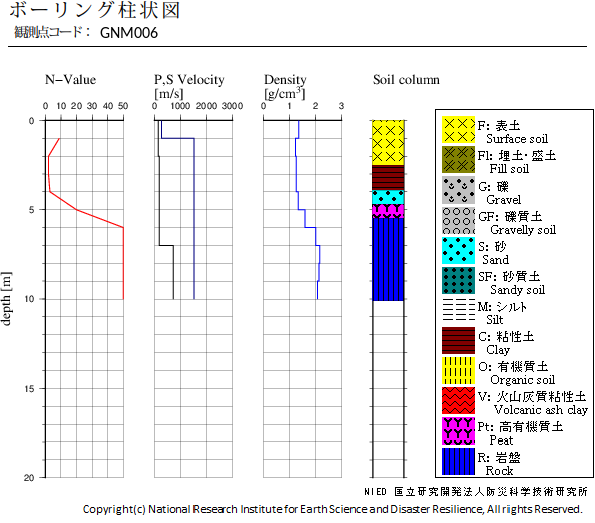 ボーリング柱状図
観測点コード： GNM006
N-Value
P,S Velocity
[m/s]
Density
[g/cm3]
Soil column
0 10 20 30 40 50
0 1000 2000 3000
0 1 2 3
0
5
10
15
20
depth [m]
F: 表土
Surface soil
Fl: 埋土・盛土
Fill soil
G: 礫
Gravel
GF: 礫質土
Gravelly soil
S: 砂
Sand
SF: 砂質土
Sandy soil
M: シルト
Silt
C: 粘性土
Clay
O: 有機質土
Organic soil
V: 火山灰質粘性土
Volcanic ash clay
Pt: 高有機質土
Peat
R: 岩盤
Rock
NIED 国立研究開発法人防災科学技術研究所
Copyright(c) National Research Institute for Earth Science and Disaster Resilience, All rights Reserved.